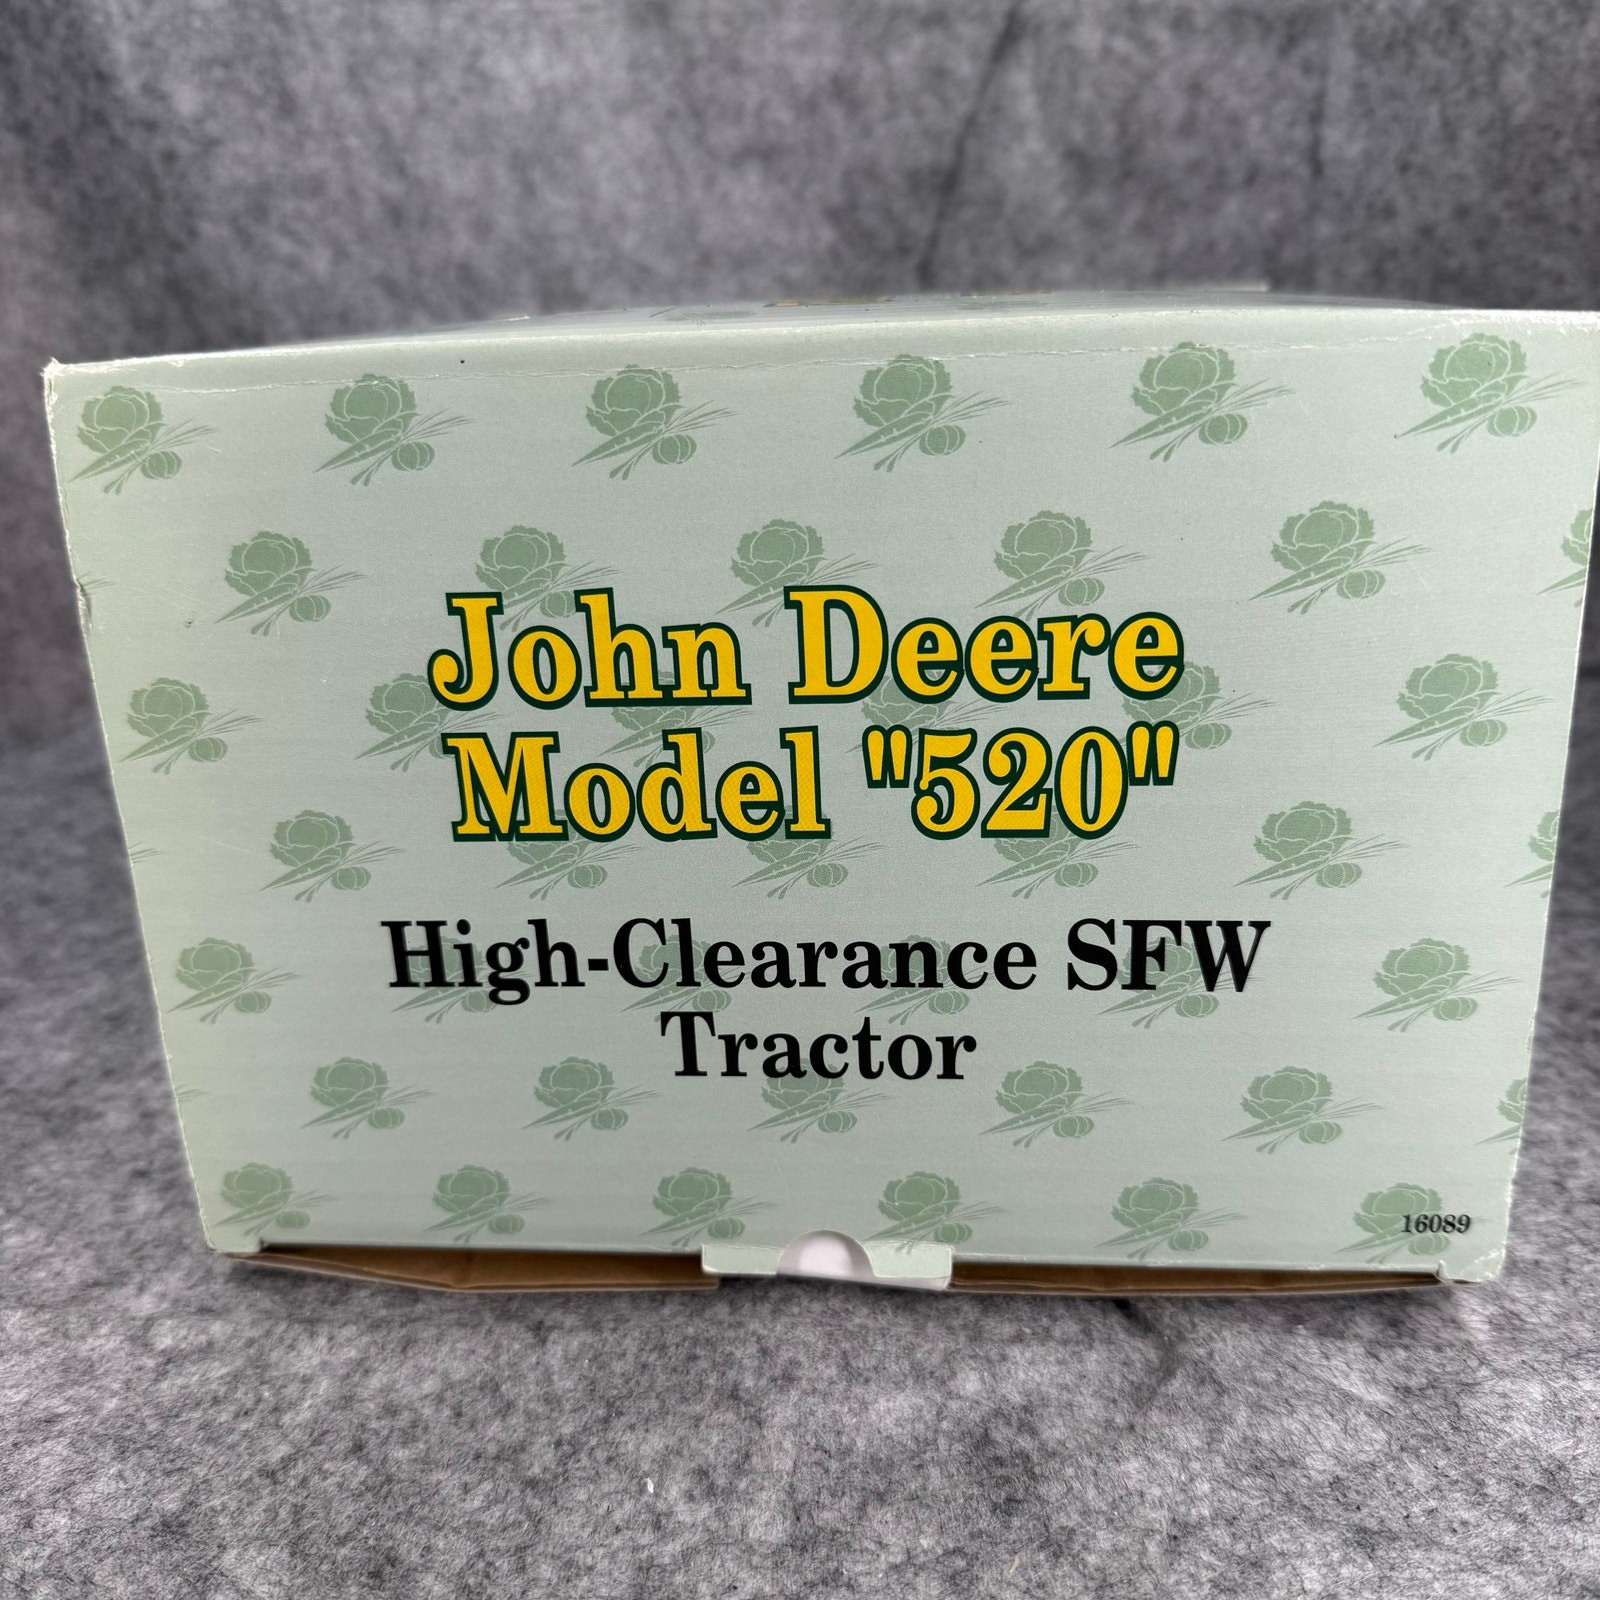 John Deere
Model "520"
High-Clearance SFW
Tractor
16089